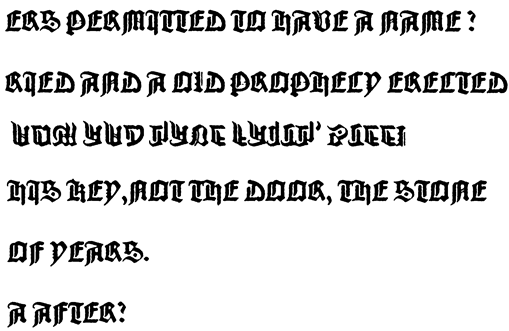 ERS PERMITTED TO HAVE A NAME ?
RIED AND A OLD PROPHECY ERECTED
HIS KEY,NOT THE DOOR, THE STONE
OF YEARS.
A AFTER?